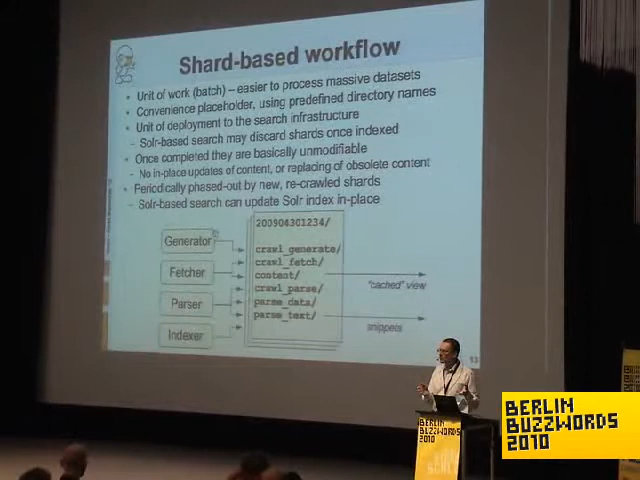 Shard-based workflow
• Unit of work (batch) – easier to process massive datasets
• Convenience placeholder, using predefined directory names
• Unit of deployment to the search infrastructure
– Solr-based search may discard shards once indexed
• Once completed they are basically unmodifiable
– No in-place updates of content, or replacing of obsolete content
• Periodically phased-out by new, re-crawled shards
– Solr-based search can update Solr index in-place
200904301234/
Generator
crawl_generate/
crawl_fetch/
Fetcher
content/
"cached" view
crawl_parse/
Parser
parse_data/
parse_text/
snippets
Indexer
13
BERLIN
BUZZWORDS
2010
BERLIN
BUZZWORDS
2010